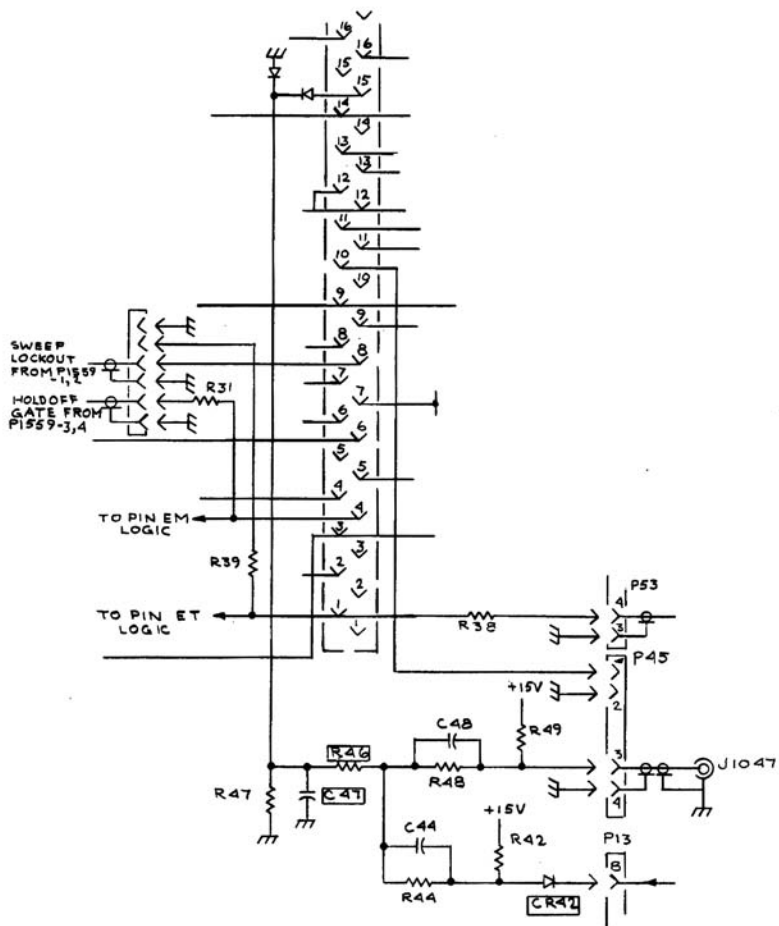 16
16
15
15
14
14
13
13
12
12
11
11
10
19
9
9
8
8
7
7
6
6
5
5
4
4
3
3
2
2
1
1
SWEEP
LOCKOUT
FROM P1559
-1,2
HOLDOFF
GATE FROM
P1559-3,4
R31
TO PIN EM
LOGIC
R39
TO PIN ET
LOGIC
R38
P53
4
3
P45
2
+15V
R49
C48
R46
R48
3
4
J1047
R47
C47
C44
+15V
R42
R44
CR42
P13
8